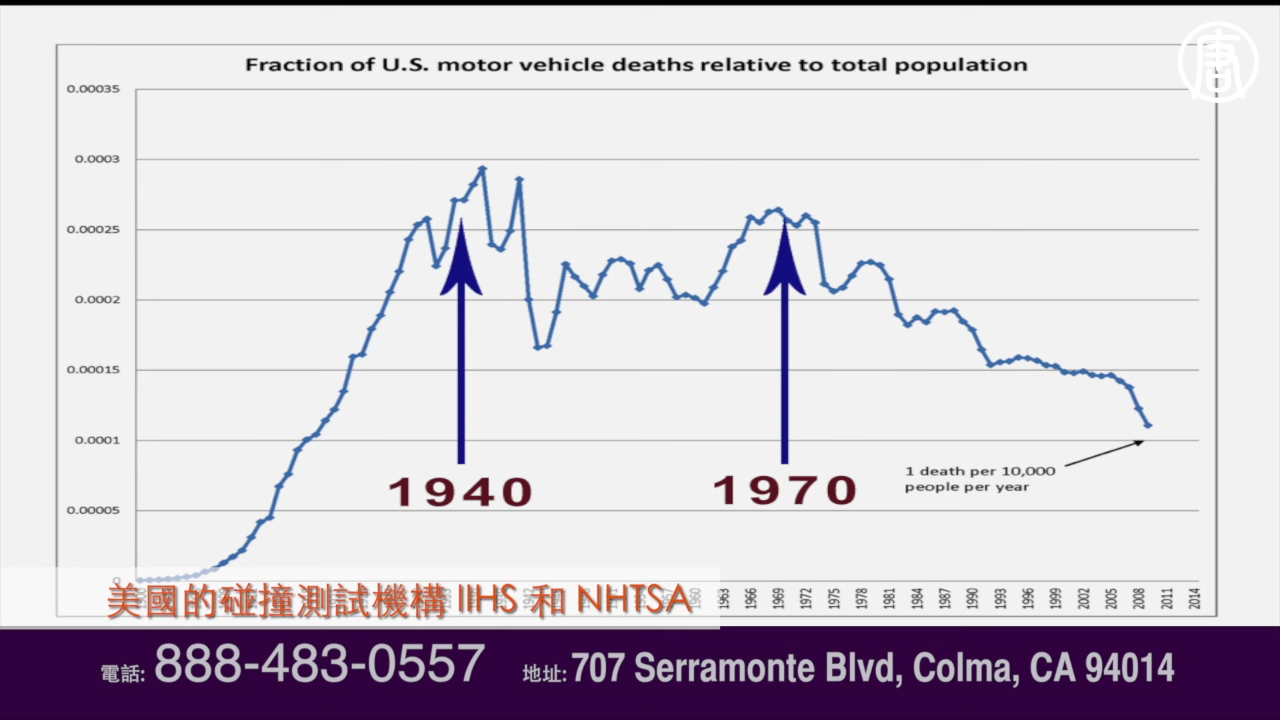 Fraction of U.S. motor vehicle deaths relative to total population
唐
0.00035
0.0003
0.00025
0.0002
0.00015
0.0001
0.00005
0
1940
1970
1 death per 10,000
people per year
1963 1966 1969 1972 1975 1978 1981 1984 1987 1990 1993 1996 1999 2002 2005 2008 2011 2014
美國的碰撞測試機構 IIHS 和 NHTSA
電話: 888-483-0557 地址: 707 Serramonte Blvd, Colma, CA 94014